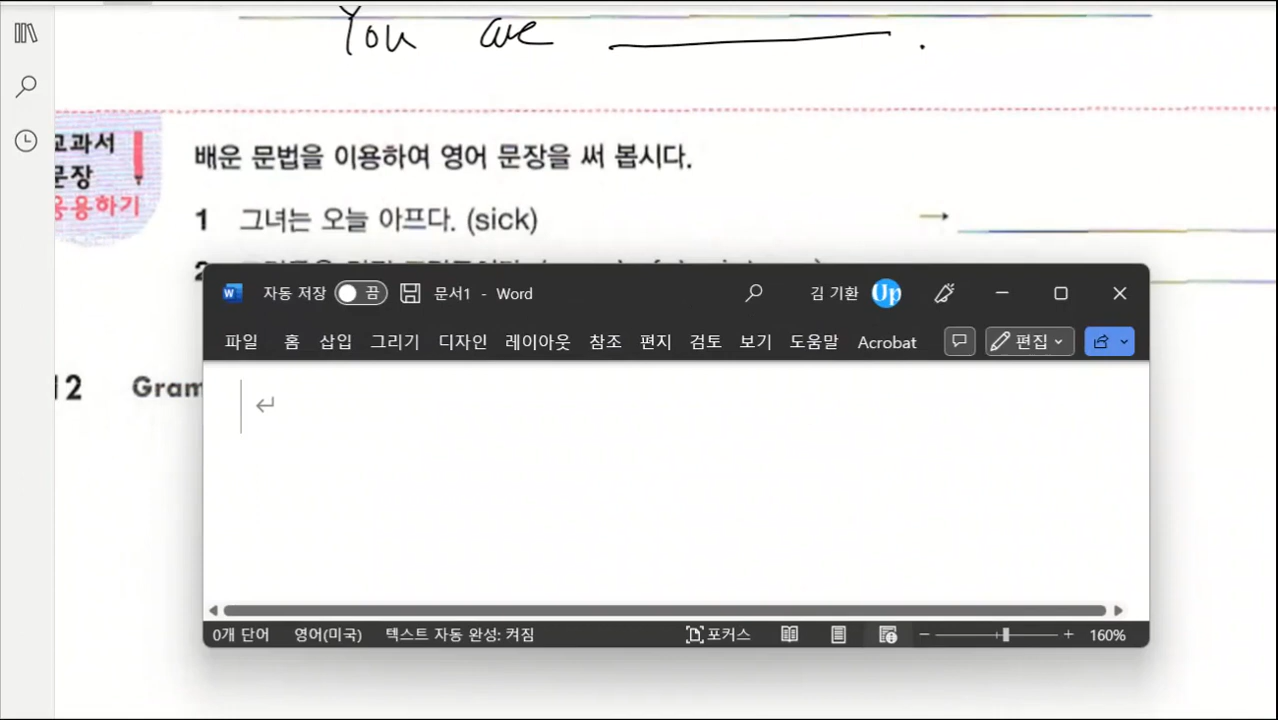 You are ________ .
교과서
문장
응용하기
배운 문법을 이용하여 영어 문장을 써 봅시다.
1 그녀는 오늘 아프다. (sick) →
2
자동 저장 끔 문서1 - Word 김 기환 Up
파일 홈 삽입 그리기 디자인 레이아웃 참조 편지 검토 보기 도움말 Acrobat 편집
12 Gram
0개 단어 영어(미국) 텍스트 자동 완성: 켜짐 포커스 160%